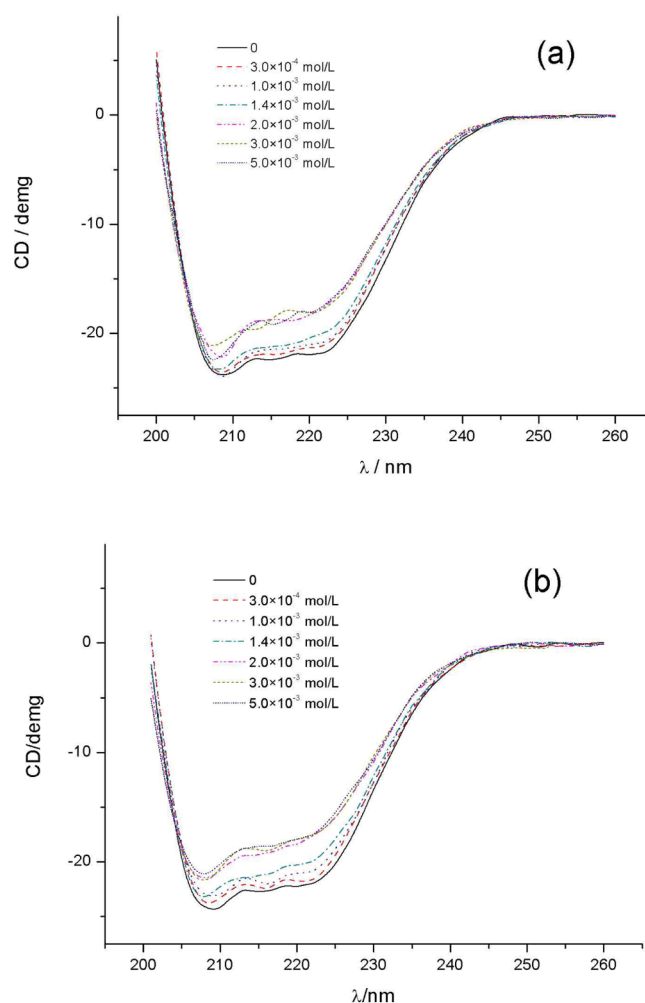 (a)
0
3.0×10⁻⁴ mol/L
1.0×10⁻³ mol/L
1.4×10⁻³ mol/L
2.0×10⁻³ mol/L
3.0×10⁻³ mol/L
5.0×10⁻³ mol/L
CD / demg
0
-10
-20
200 210 220 230 240 250 260
λ / nm
(b)
0
3.0×10⁻⁴ mol/L
1.0×10⁻³ mol/L
1.4×10⁻³ mol/L
2.0×10⁻³ mol/L
3.0×10⁻³ mol/L
5.0×10⁻³ mol/L
CD/demg
0
-10
-20
200 210 220 230 240 250 260
λ/nm